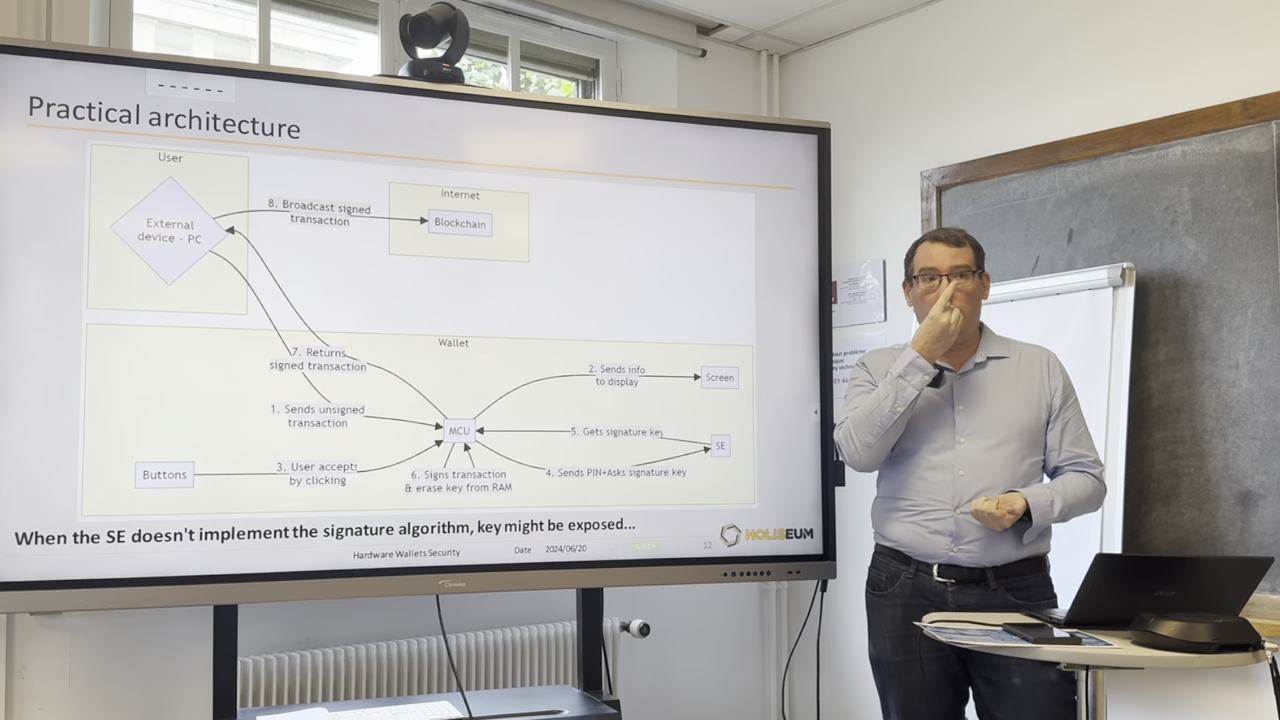 Practical architecture
User
Internet
External
device - PC
8. Broadcast signed
transaction
Blockchain
Wallet
7. Returns
signed transaction
2. Sends info
to display
Screen
1. Sends unsigned
transaction
MCU
5. Gets signature key
SE
Buttons
3. User accepts
by clicking
6. Signs transaction
& erase key from RAM
4. Sends PIN+Asks signature key
When the SE doesn't implement the signature algorithm, key might be exposed...
HOLISEUM
Hardware Wallets Security
Date
2024/06/20
12
Optoma
tout problème